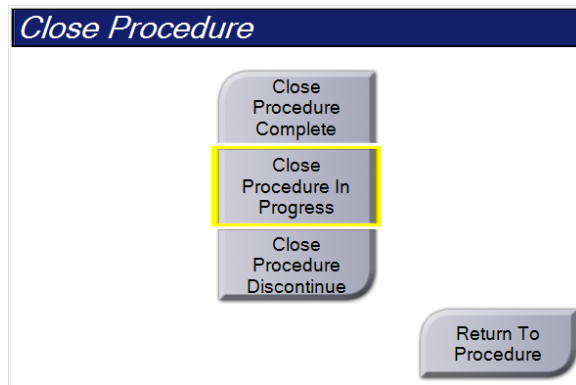 Close Procedure
Close
Procedure
Complete
Close
Procedure In
Progress
Close
Procedure
Discontinue
Return To
Procedure